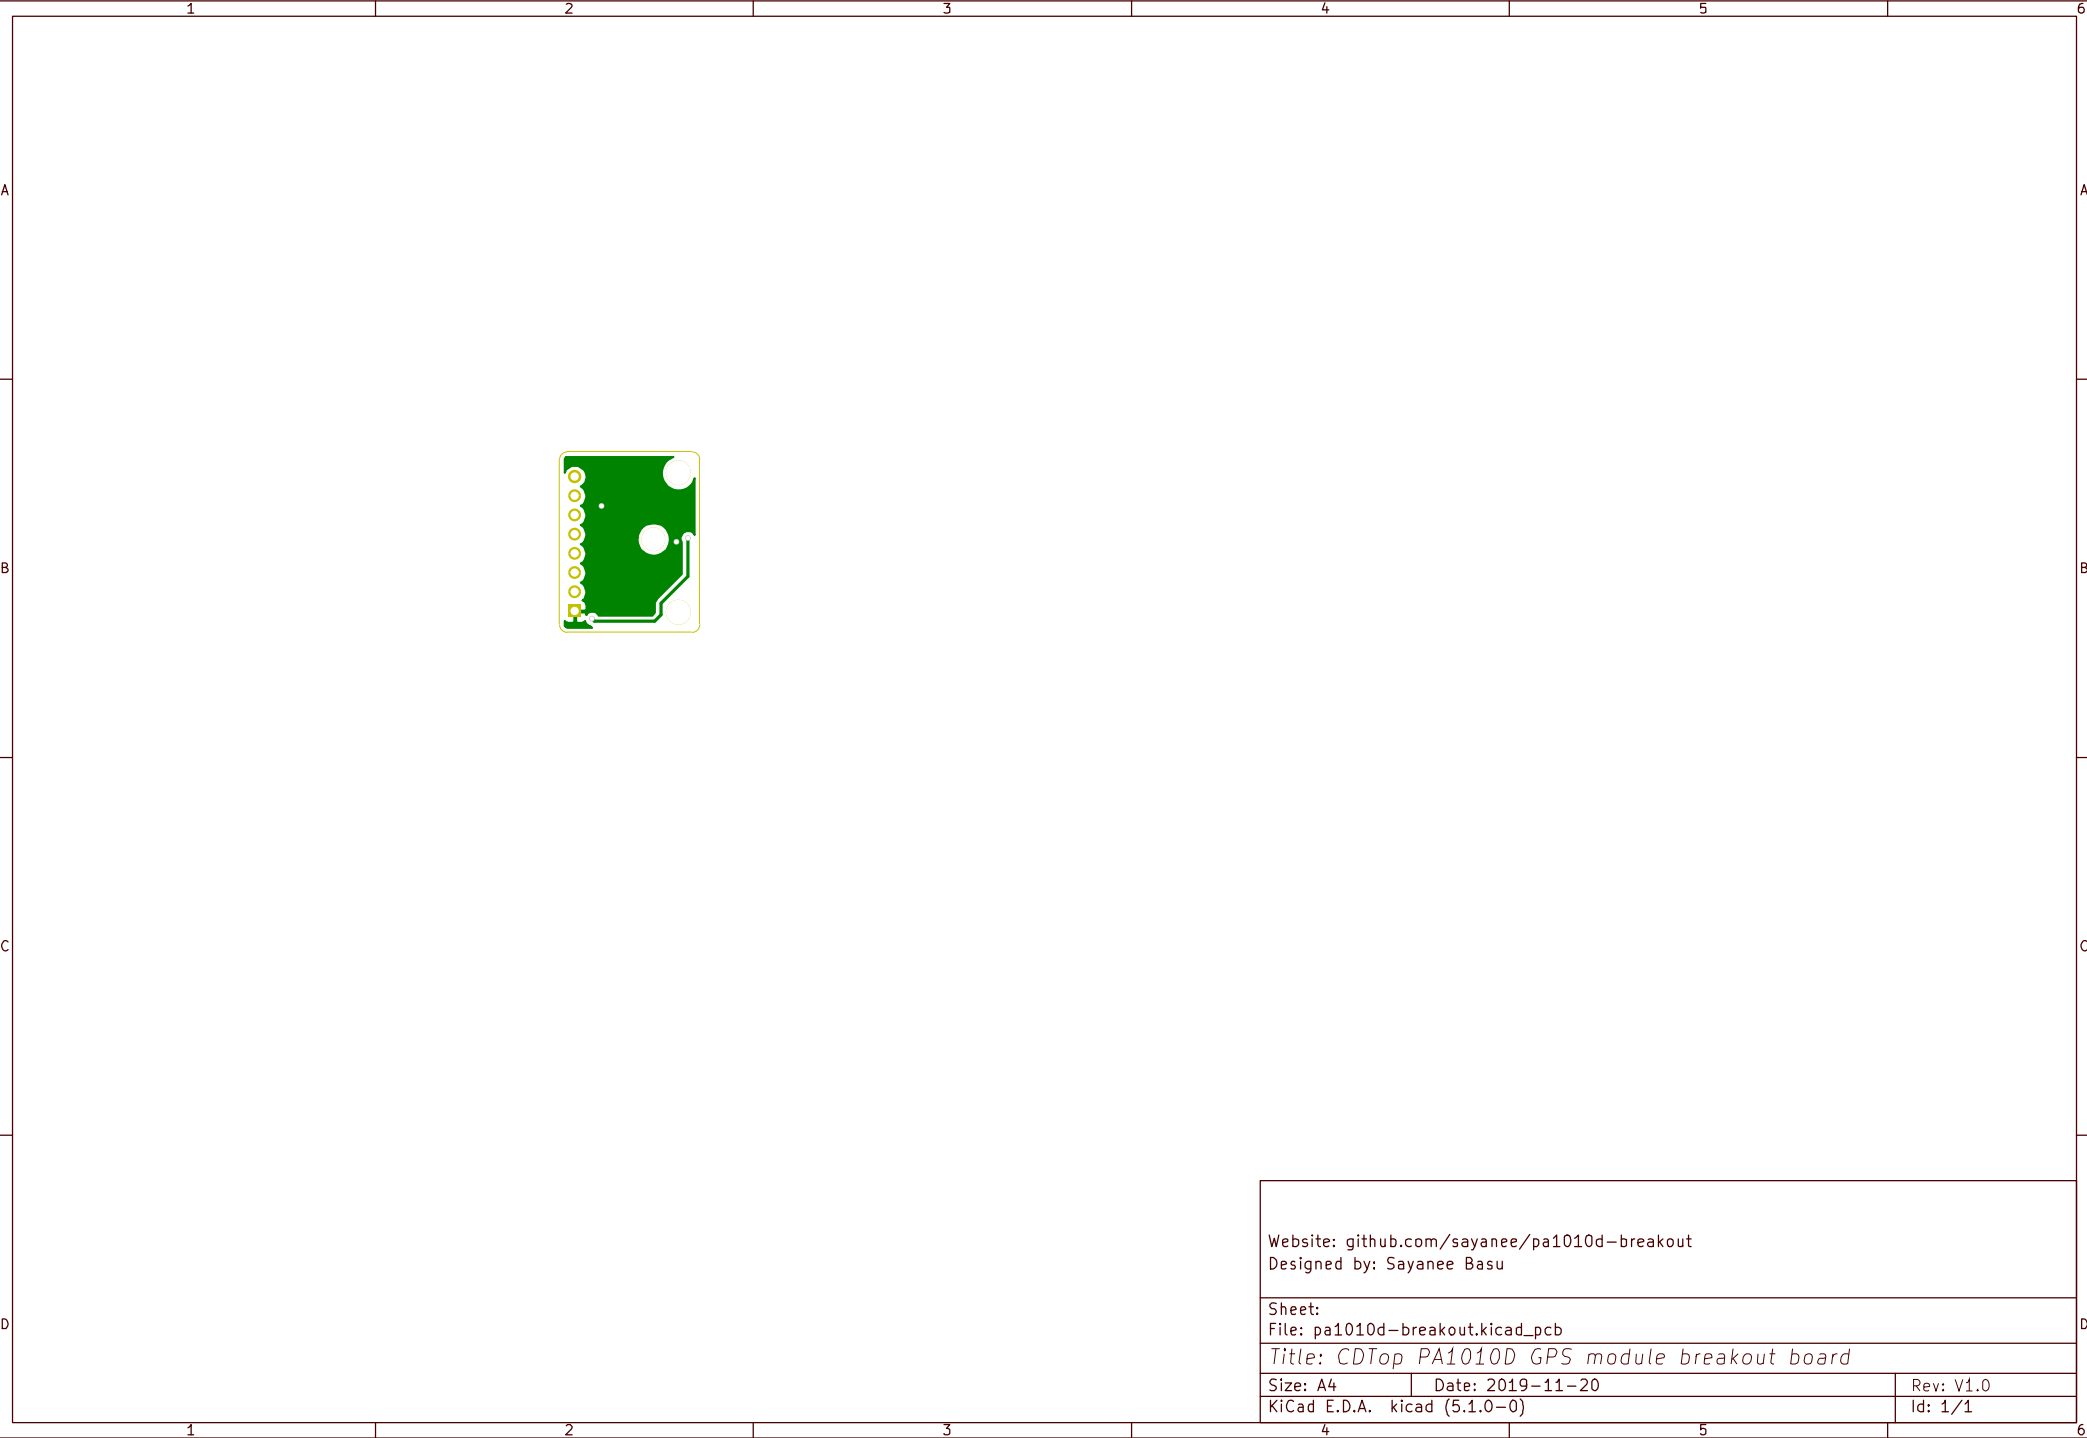 1 2 3 4 5 6
A A
B B
C C
Website: github.com/sayanee/pa1010d-breakout
Designed by: Sayanee Basu
Sheet:
D D
File: pa1010d-breakout.kicad_pcb
Title: CDTop PA1010D GPS module breakout board
Size: A4 Date: 2019-11-20 Rev: V1.0
KiCad E.D.A. kicad (5.1.0-0) Id: 1/1
1 2 3 4 5 6